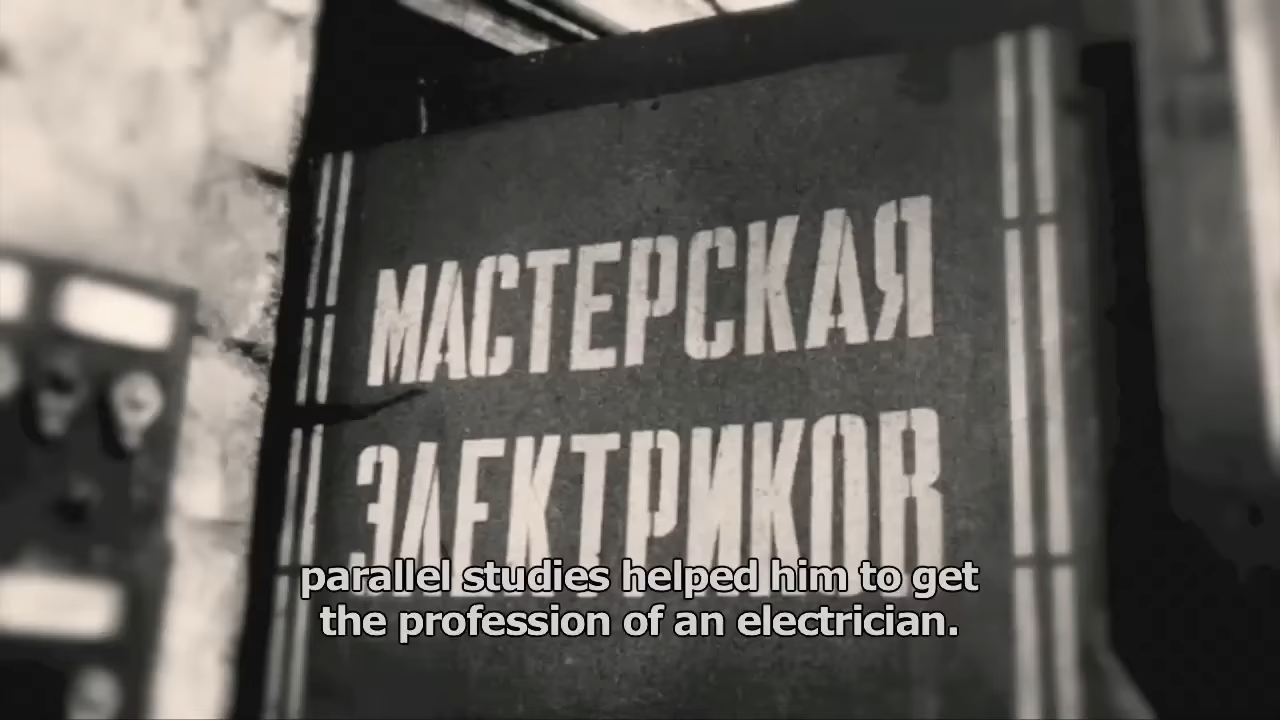 МАСТЕРСКАЯ
ЭЛЕКТРИКОВ
parallel studies helped him to get
the profession of an electrician.